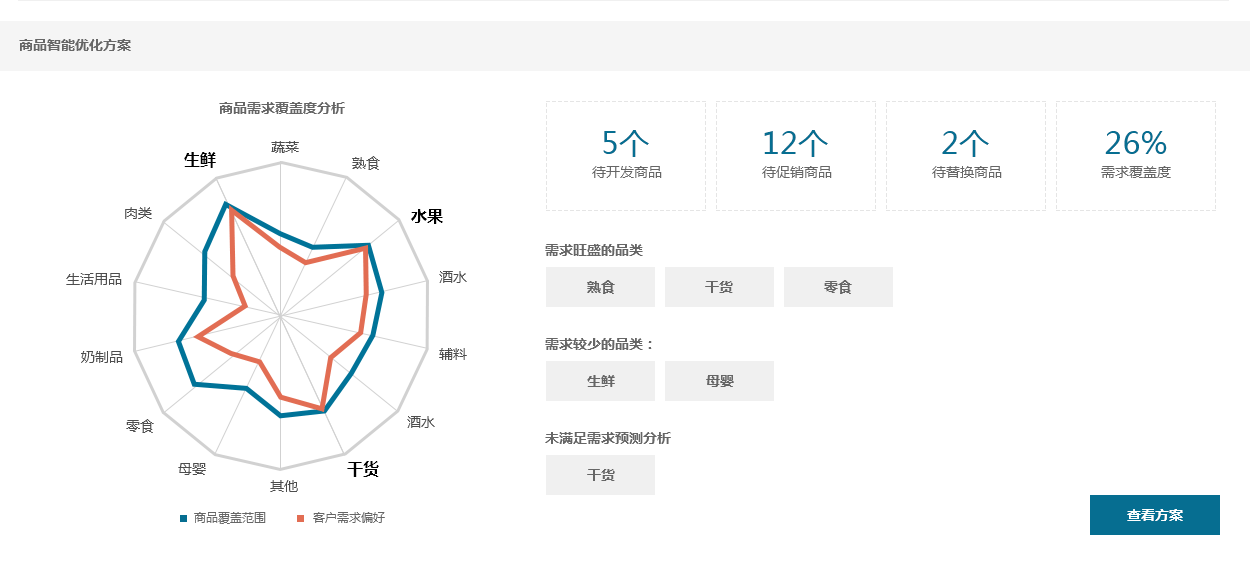 商品智能优化方案
商品需求覆盖度分析
蔬菜
生鲜
熟食
肉类
水果
生活用品
酒水
奶制品
辅料
零食
酒水
母婴
干货
其他
商品覆盖范围
客户需求偏好
5个
待开发商品
12个
待促销商品
2个
待替换商品
26%
需求覆盖度
需求旺盛的品类
熟食
干货
零食
需求较少的品类：
生鲜
母婴
未满足需求预测分析
干货
查看方案